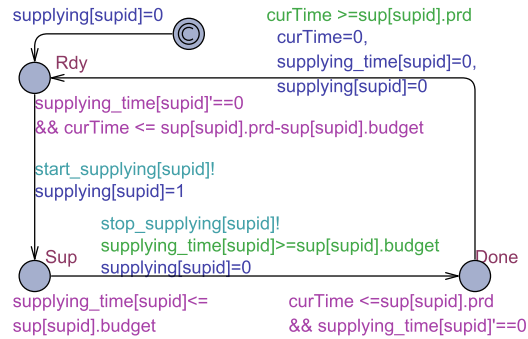 supplying[supid]=0
C
curTime >=sup[supid].prd
curTime=0,
supplying_time[supid]=0,
supplying[supid]=0
Rdy
supplying_time[supid]'==0
&& curTime <= sup[supid].prd-sup[supid].budget
start_supplying[supid]!
supplying[supid]=1
stop_supplying[supid]!
supplying_time[supid]>=sup[supid].budget
supplying[supid]=0
Sup
Done
supplying_time[supid]<=
sup[supid].budget
curTime <=sup[supid].prd
&& supplying_time[supid]'==0